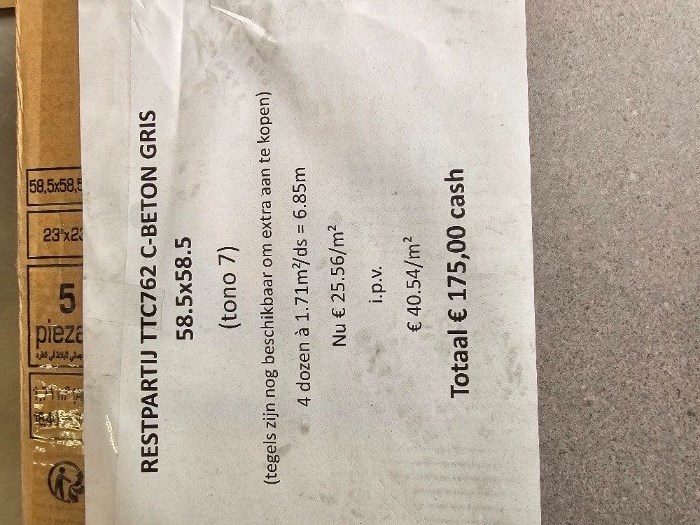 RESTPARTIJ TTC762 C-BETON GRIS
58.5x58.5
(tono 7)
(tegels zijn nog beschikbaar om extra aan te kopen)
4 dozen à 1.71m²/ds = 6.85m
Nu € 25.56/m²
i.p.v.
€ 40.54/m²
Totaal € 175,00 cash
58,5x58,5
23"x23
5
pieza